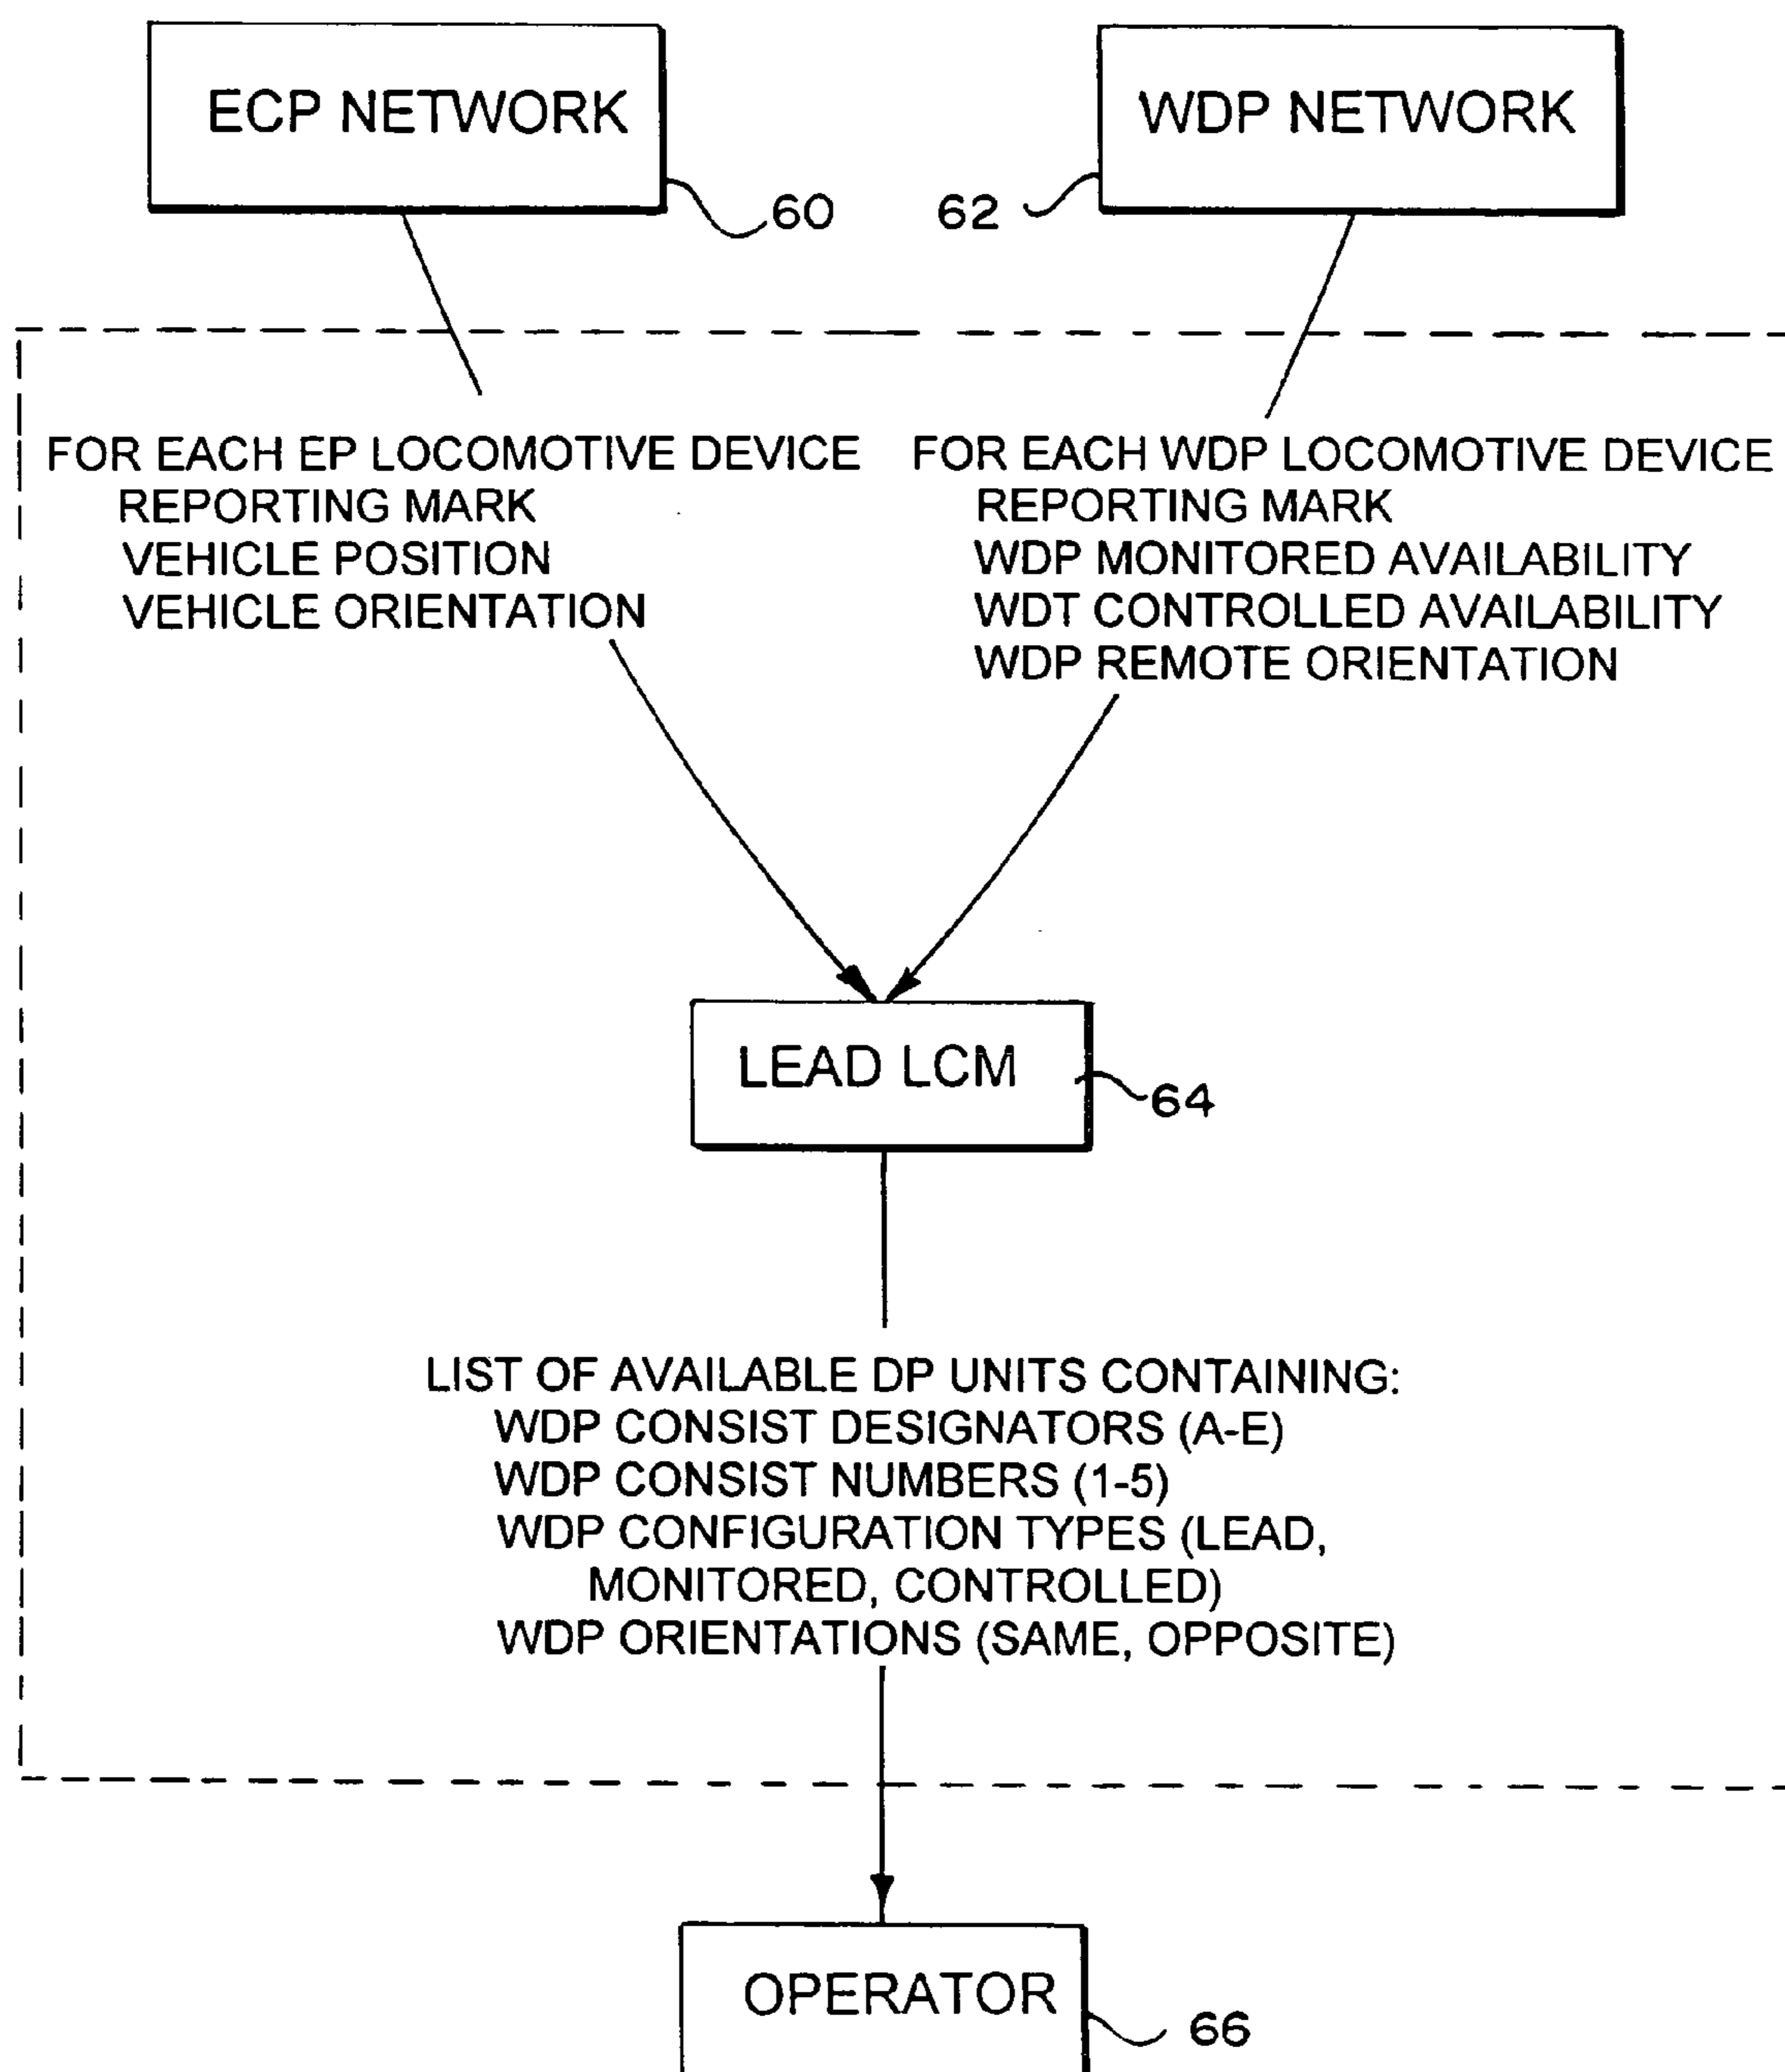 ECP NETWORK
WDP NETWORK
60
62
FOR EACH EP LOCOMOTIVE DEVICE
REPORTING MARK
VEHICLE POSITION
VEHICLE ORIENTATION
FOR EACH WDP LOCOMOTIVE DEVICE
REPORTING MARK
WDP MONITORED AVAILABILITY
WDT CONTROLLED AVAILABILITY
WDP REMOTE ORIENTATION
LEAD LCM
64
LIST OF AVAILABLE DP UNITS CONTAINING:
WDP CONSIST DESIGNATORS (A-E)
WDP CONSIST NUMBERS (1-5)
WDP CONFIGURATION TYPES (LEAD,
MONITORED, CONTROLLED)
WDP ORIENTATIONS (SAME, OPPOSITE)
OPERATOR
66